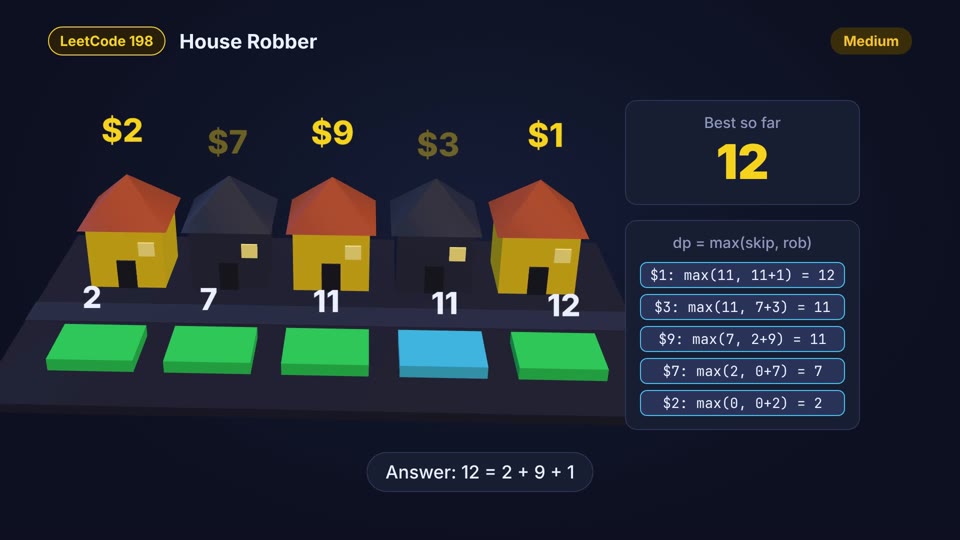 LeetCode 198
House Robber
Medium
$2
$7
$9
$3
$1
2
7
11
11
12
Best so far
12
dp = max(skip, rob)
$1: max(11, 11+1) = 12
$3: max(11, 7+3) = 11
$9: max(7, 2+9) = 11
$7: max(2, 0+7) = 7
$2: max(0, 0+2) = 2
Answer: 12 = 2 + 9 + 1